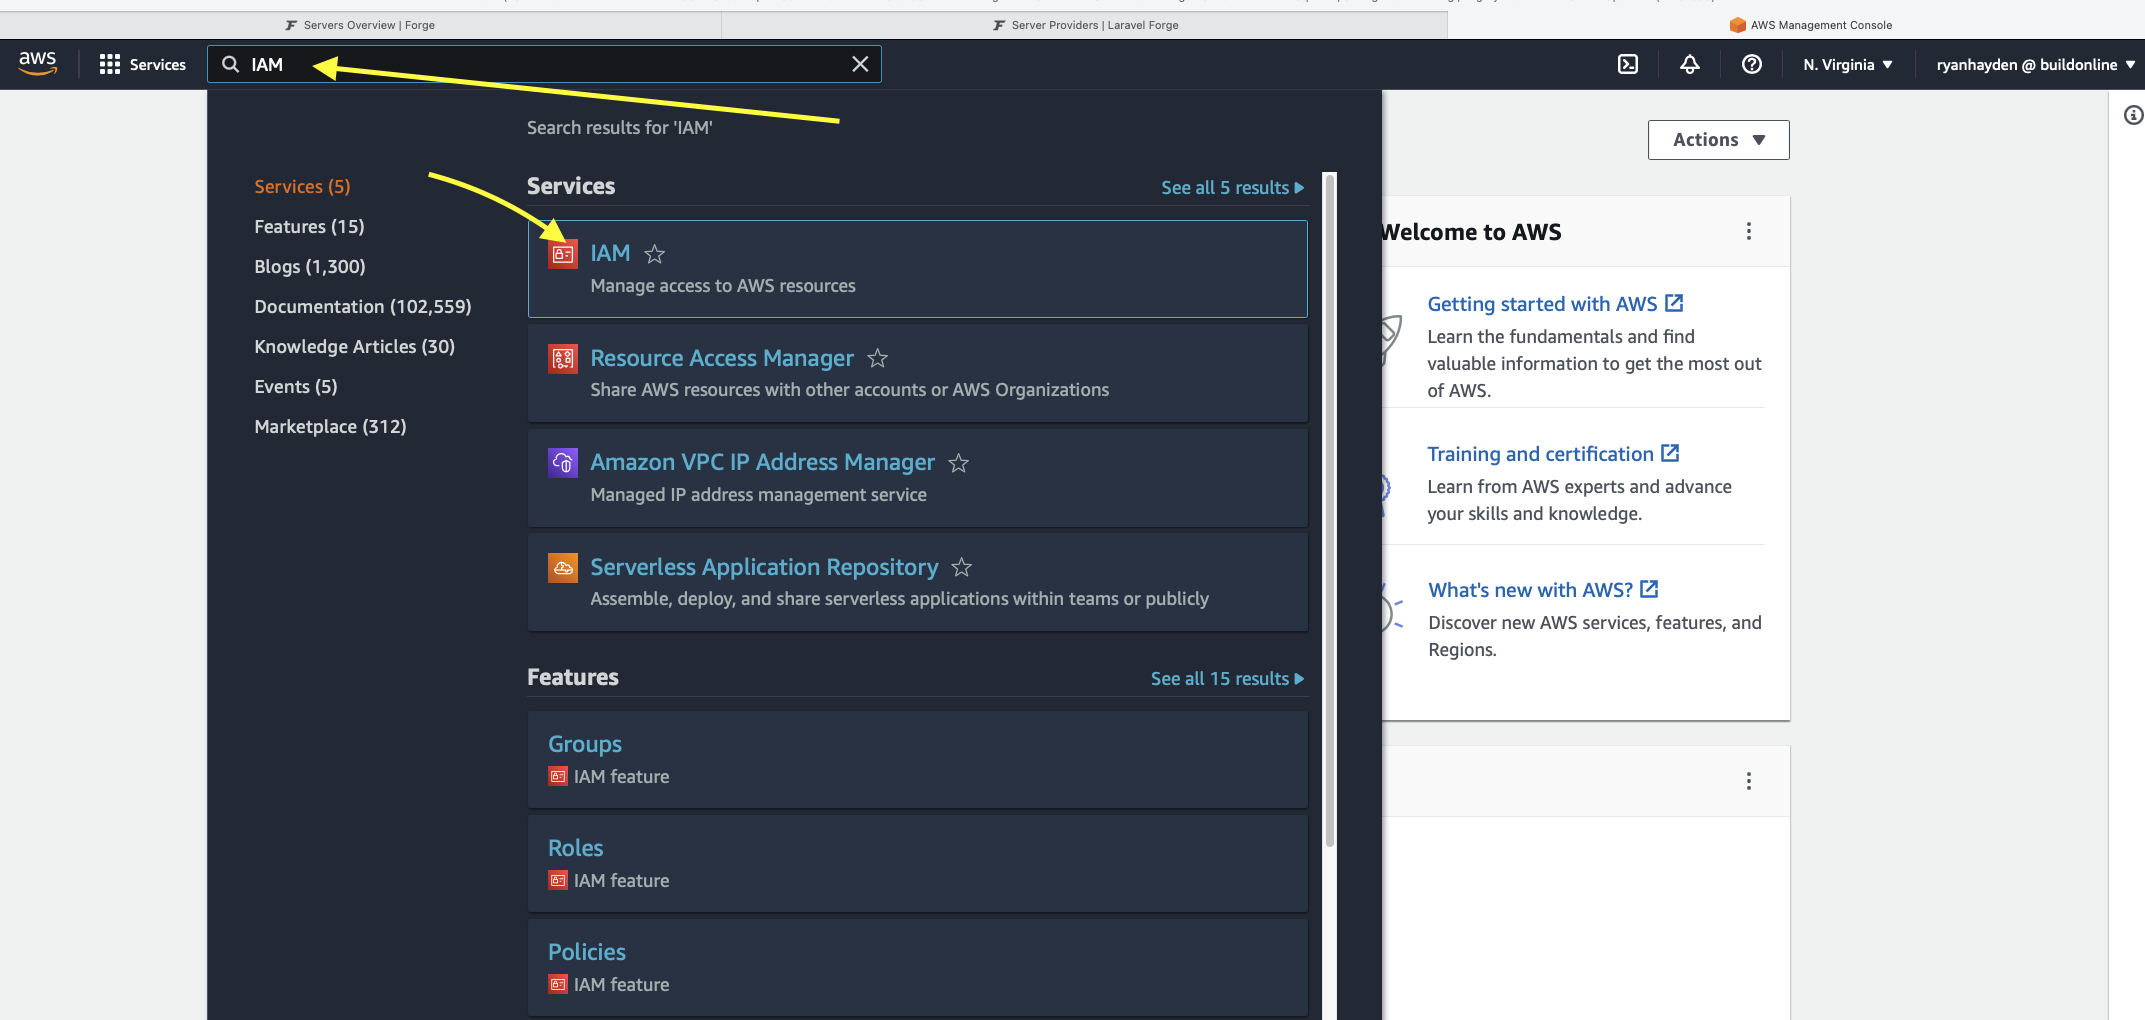 Servers Overview | Forge
Server Providers | Laravel Forge
AWS Management Console
aws
Services
IAM
N. Virginia
ryanhayden @ buildonline
Search results for 'IAM'
Services (5)
Features (15)
Blogs (1,300)
Documentation (102,559)
Knowledge Articles (30)
Events (5)
Marketplace (312)
Services
See all 5 results
IAM
Manage access to AWS resources
Resource Access Manager
Share AWS resources with other accounts or AWS Organizations
Amazon VPC IP Address Manager
Managed IP address management service
Serverless Application Repository
Assemble, deploy, and share serverless applications within teams or publicly
Features
See all 15 results
Groups
IAM feature
Roles
IAM feature
Policies
IAM feature
Actions
Welcome to AWS
Getting started with AWS
Learn the fundamentals and find
valuable information to get the most out
of AWS.
Training and certification
Learn from AWS experts and advance
your skills and knowledge.
What's new with AWS?
Discover new AWS services, features, and
Regions.